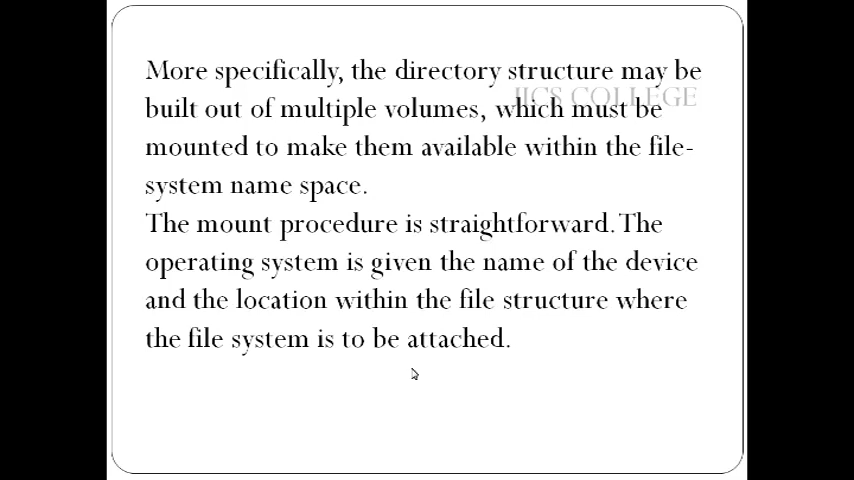 More specifically, the directory structure may be
JICS COLLEGE
built out of multiple volumes, which must be
mounted to make them available within the file-
system name space.
The mount procedure is straightforward. The
operating system is given the name of the device
and the location within the file structure where
the file system is to be attached.